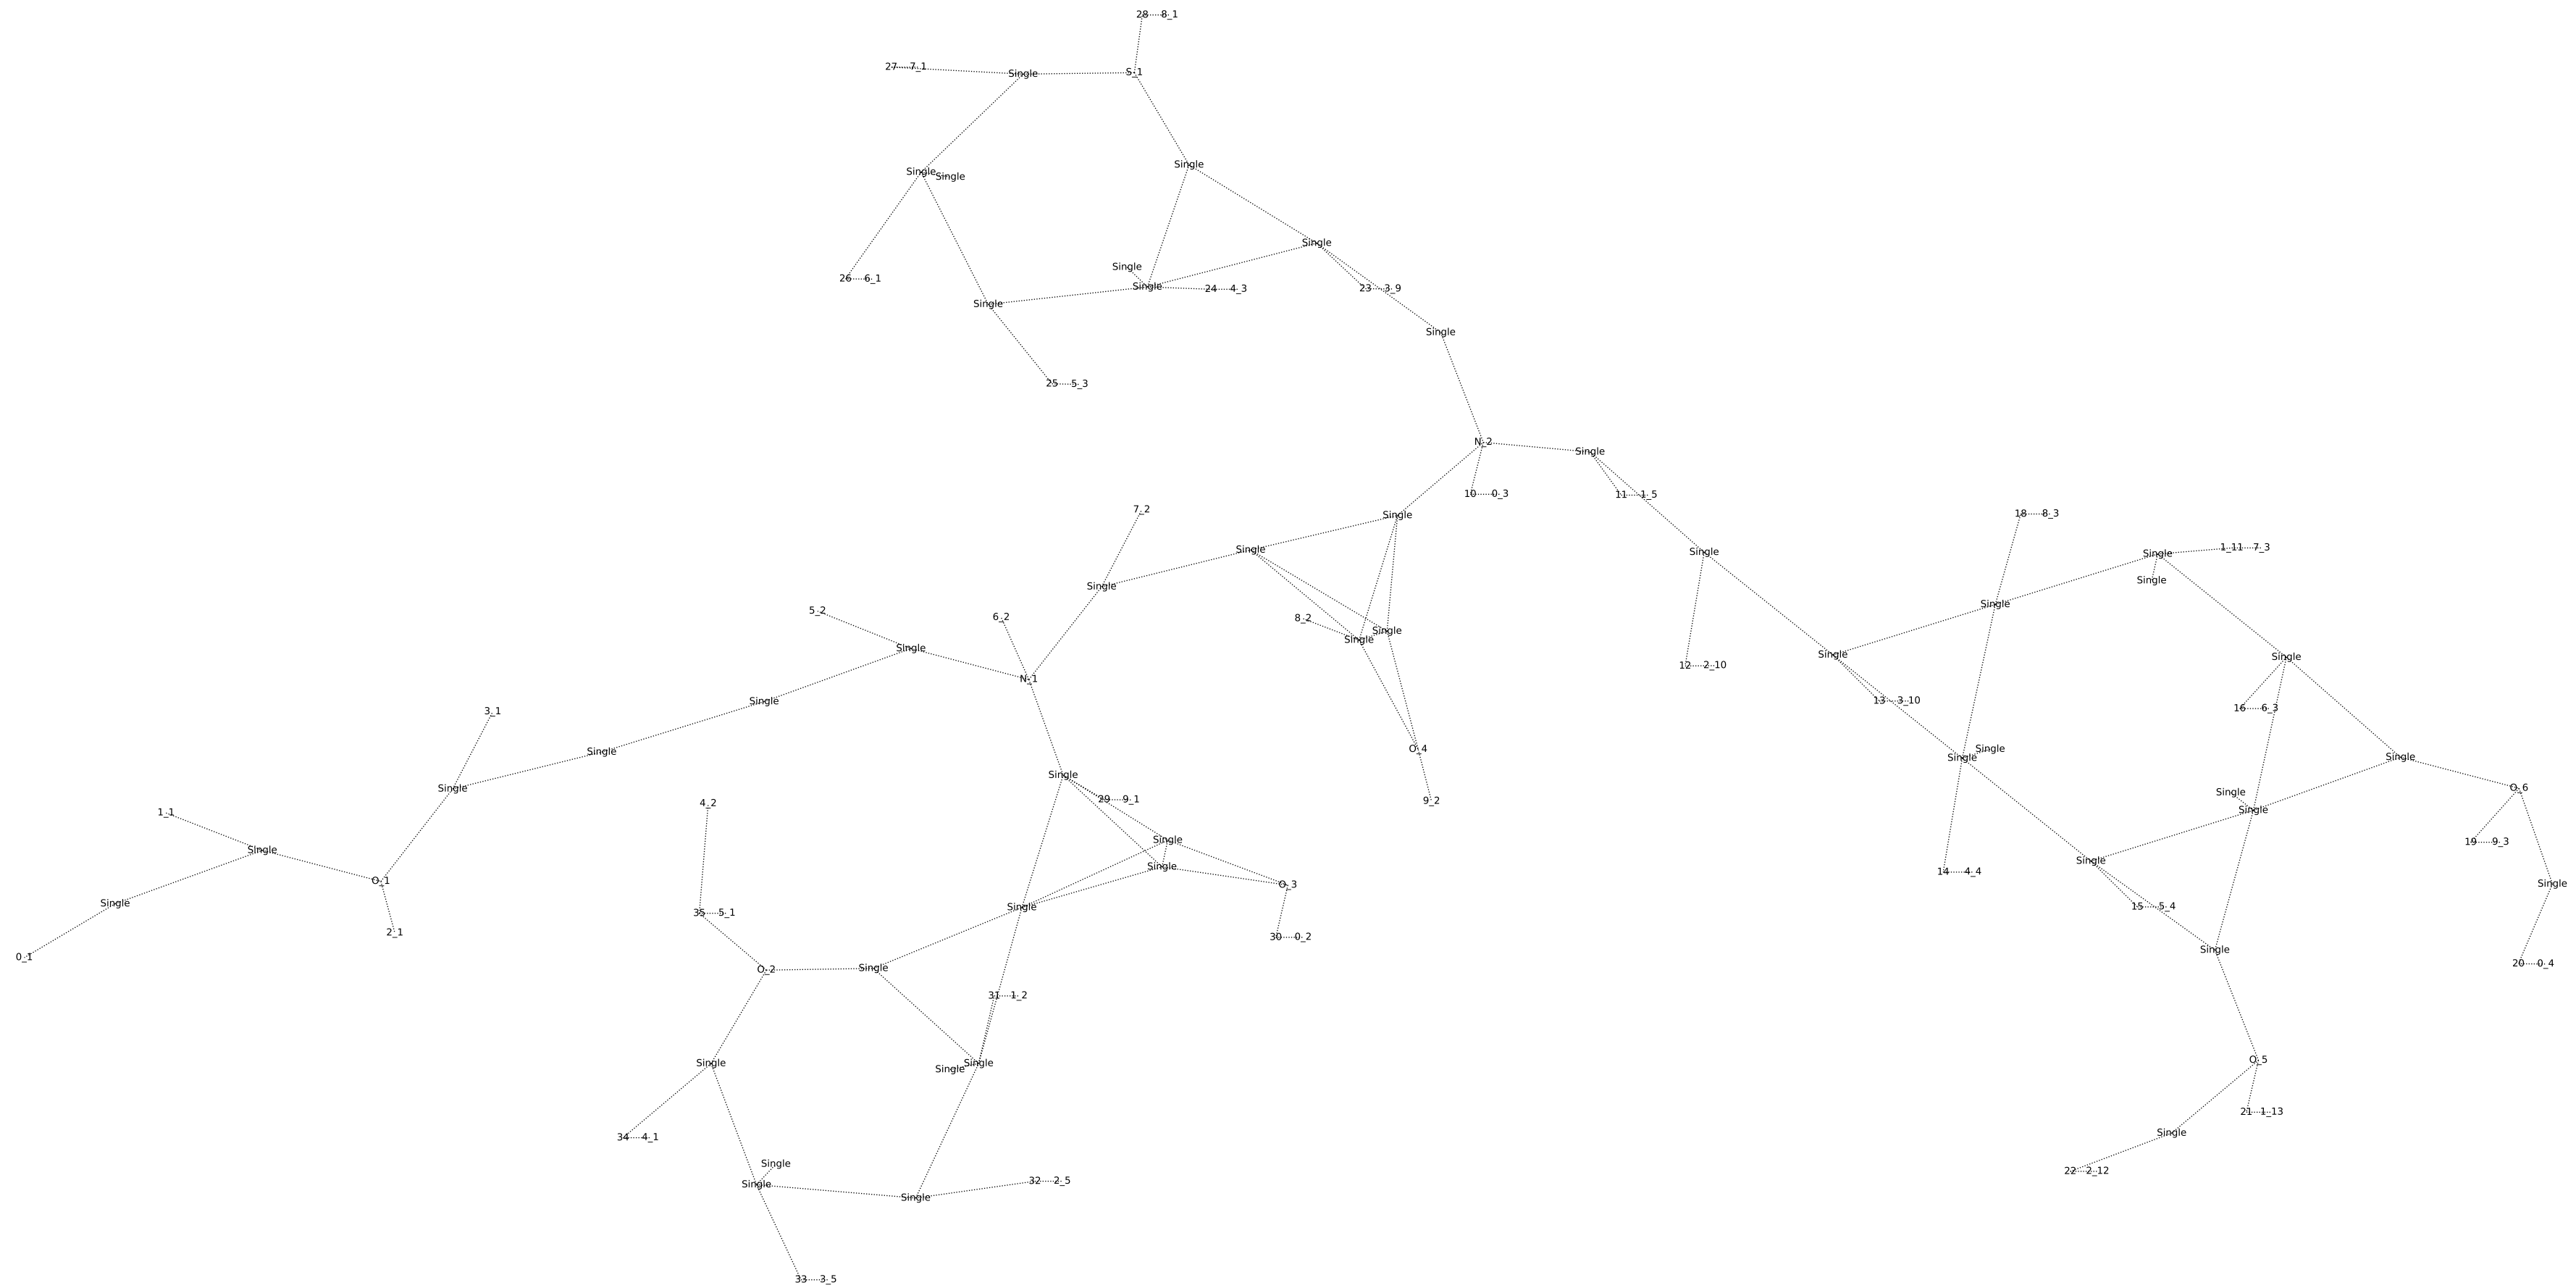 28 8_1
27 7_1
Single
S_1
Single
Single
Single
Single
Single
Single
26 6_1
Single
24 4_3
23 3_9
Single
Single
25 5_3
N_2
Single
10 0_3
11 1_5
7_2
Single
18 8_3
Single
Single
Single
1_11 7_3
Single
Single
Single
5_2
6_2
8_2
Single
Single
Single
N_1
Single
Single
12 2_10
Single
13 3_10
16 6_3
3_1
Single
O_4
Single
Single
Single
Single
Single
O_6
Single
4_2
29 9_1
9_2
1_1
Single
Single
Single
Single
19 9_3
Single
Single
14 4_4
O_1
O_3
Single
Single
Single
15 5_4
35 5_1
2_1
30 0_2
Single
0_1
20 0_4
O_2
Single
31 1_2
O_5
Single
Single
Single
21 1_13
34 4_1
Single
Single
22 2_12
Single
32 2_5
Single
33 3_5